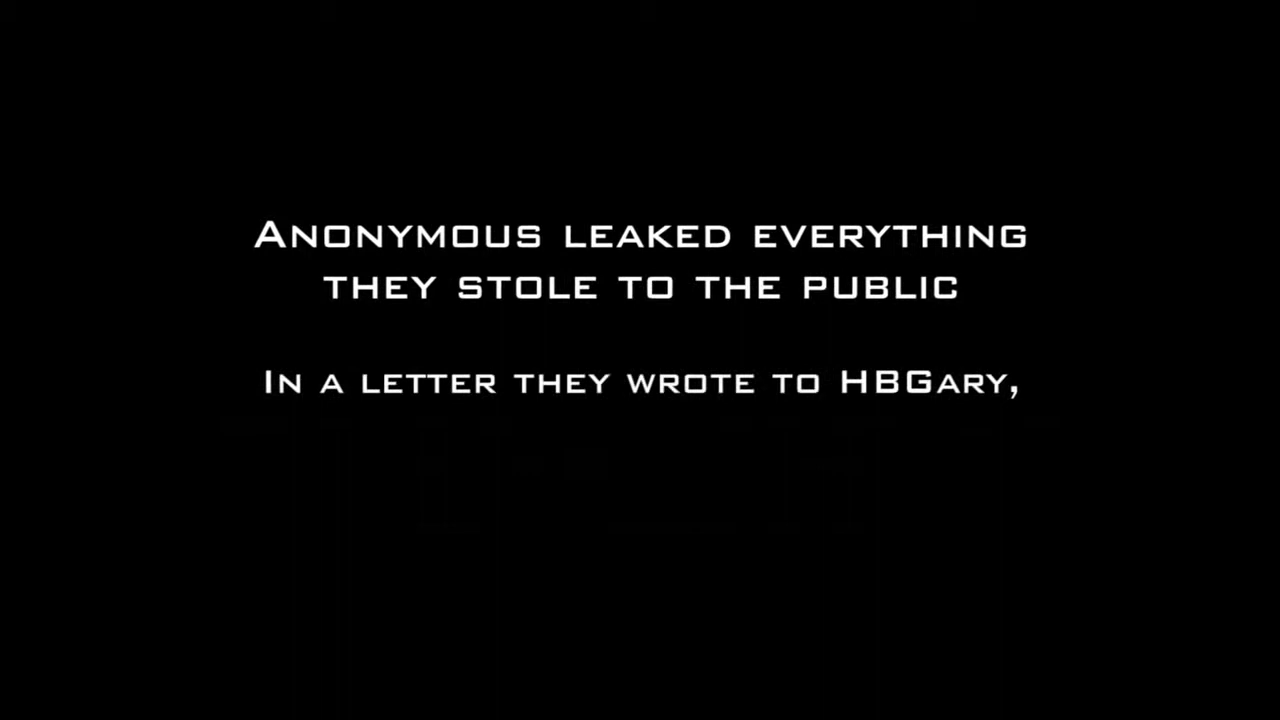 Anonymous leaked everything
they stole to the public
In a letter they wrote to HBGary,